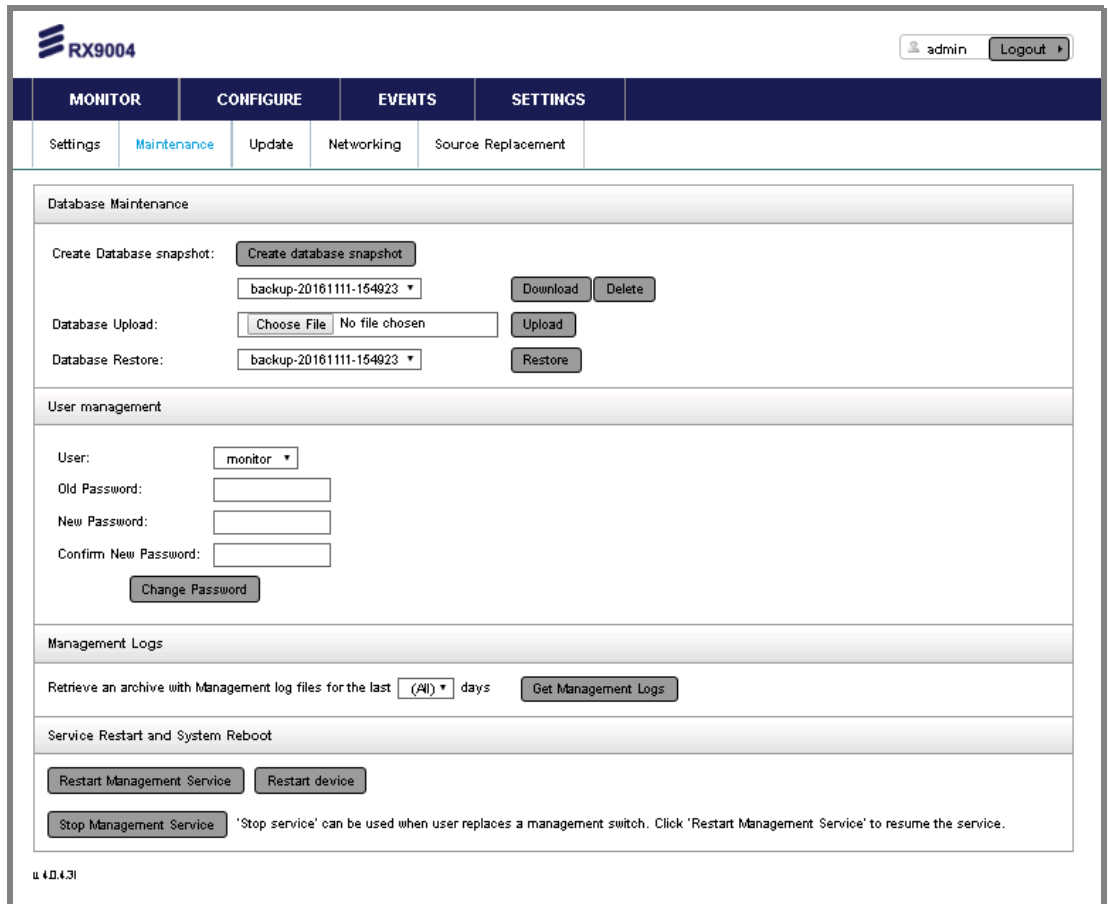 RX9004
admin Logout
MONITOR CONFIGURE EVENTS SETTINGS
Settings Maintenance Update Networking Source Replacement
Database Maintenance
Create Database snapshot: Create database snapshot
backup-20161111-154923 Download Delete
Database Upload: Choose File No file chosen Upload
Database Restore: backup-20161111-154923 Restore
User management
User: monitor
Old Password:
New Password:
Confirm New Password:
Change Password
Management Logs
Retrieve an archive with Management log files for the last (All) days Get Management Logs
Service Restart and System Reboot
Restart Management Service Restart device
Stop Management Service 'Stop service' can be used when user replaces a management switch. Click 'Restart Management Service' to resume the service.